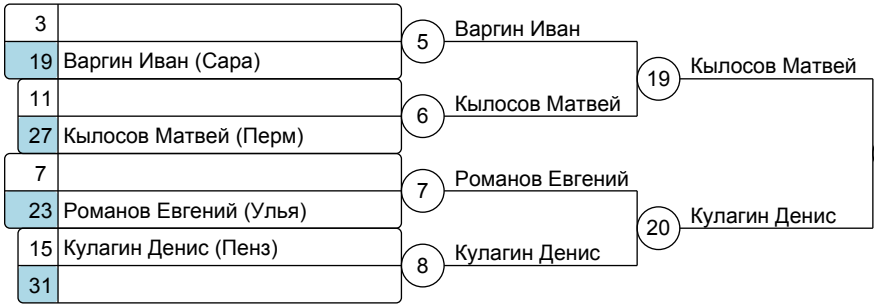 3
19 Варгин Иван (Сара)
11
27 Кылосов Матвей (Перм)
7
23 Романов Евгений (Улья)
15 Кулагин Денис (Пенз)
31
5 Варгин Иван
6 Кылосов Матвей
7 Романов Евгений
8 Кулагин Денис
19 Кылосов Матвей
20 Кулагин Денис